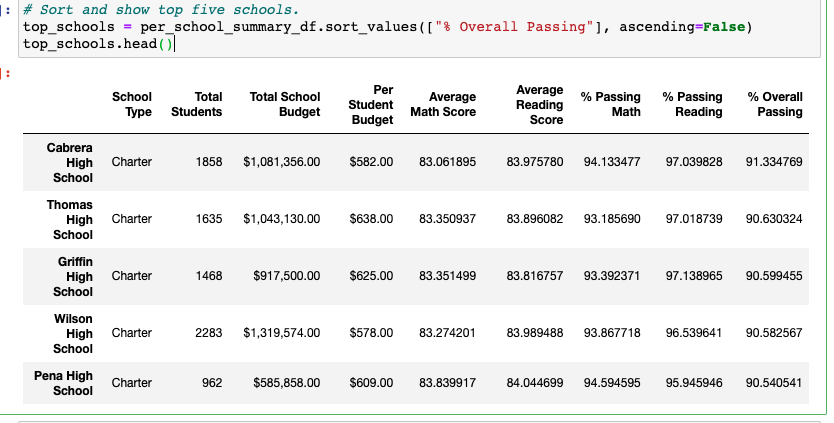 ]: # Sort and show top five schools.
top_schools = per_school_summary_df.sort_values(["% Overall Passing"], ascending=False)
top_schools.head()
]:
School Type Total Students Total School Budget Per Student Budget Average Math Score Average Reading Score % Passing Math % Passing Reading % Overall Passing
Cabrera High School Charter 1858 $1,081,356.00 $582.00 83.061895 83.975780 94.133477 97.039828 91.334769
Thomas High School Charter 1635 $1,043,130.00 $638.00 83.350937 83.896082 93.185690 97.018739 90.630324
Griffin High School Charter 1468 $917,500.00 $625.00 83.351499 83.816757 93.392371 97.138965 90.599455
Wilson High School Charter 2283 $1,319,574.00 $578.00 83.274201 83.989488 93.867718 96.539641 90.582567
Pena High School Charter 962 $585,858.00 $609.00 83.839917 84.044699 94.594595 95.945946 90.540541